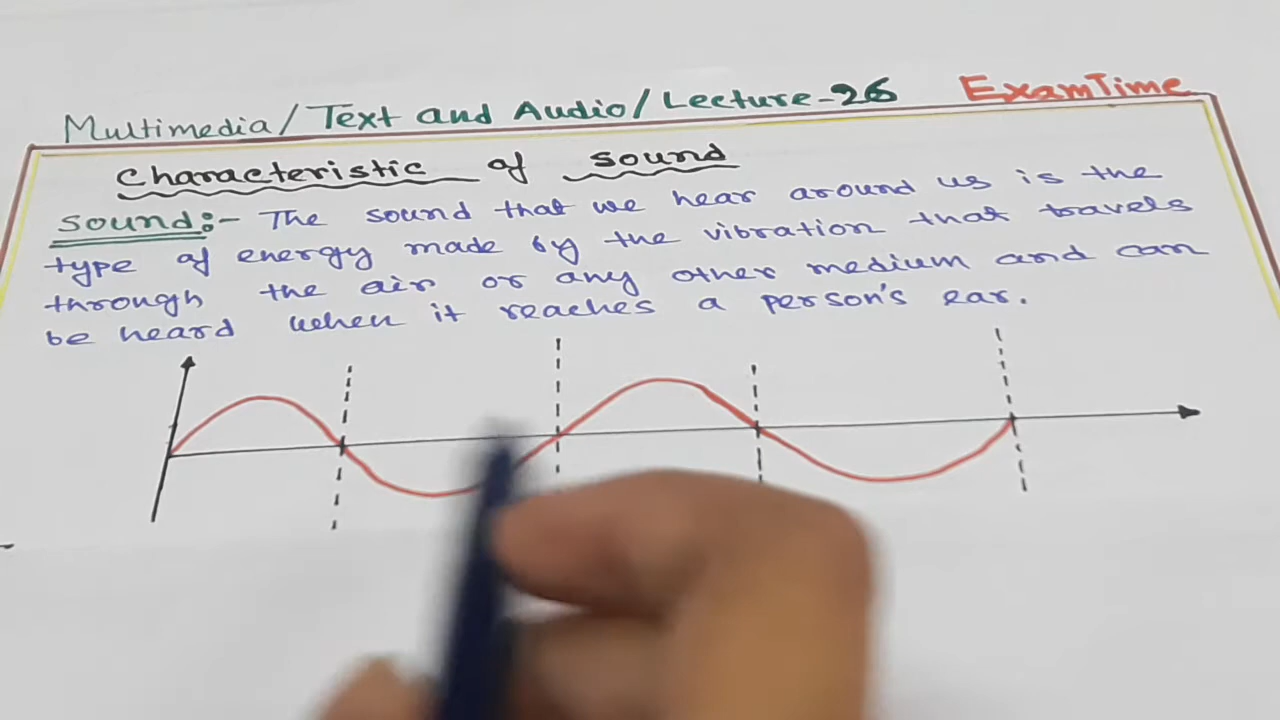 Multimedia/Text and Audio/Lecture-26 ExamTime
Characteristic of sound
Sound:- The sound that we hear around us is the
type of energy made by the vibration that travels
through the air or any other medium and can
be heard when it reaches a person's ear.